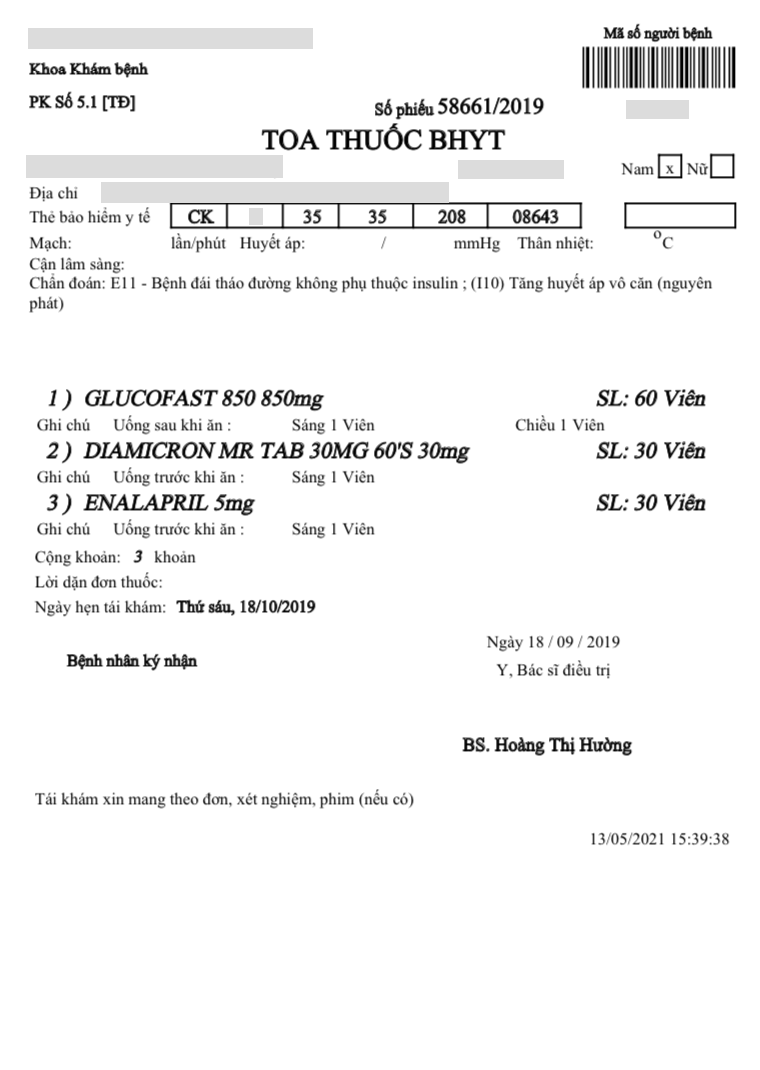 Mã số người bệnh
Khoa Khám bệnh
PK Số 5.1 [TĐ]
Số phiếu 58661/2019
TOA THUỐC BHYT
Nam x Nữ
Địa chỉ
Thẻ bảo hiểm y tế CK 35 35 208 08643
Mạch: lần/phút Huyết áp: / mmHg Thân nhiệt: °C
Cận lâm sàng:
Chẩn đoán: E11 - Bệnh đái tháo đường không phụ thuộc insulin ; (I10) Tăng huyết áp vô căn (nguyên
phát)
1 ) GLUCOFAST 850 850mg SL: 60 Viên
Ghi chú Uống sau khi ăn : Sáng 1 Viên Chiều 1 Viên
2 ) DIAMICRON MR TAB 30MG 60'S 30mg SL: 30 Viên
Ghi chú Uống trước khi ăn : Sáng 1 Viên
3 ) ENALAPRIL 5mg SL: 30 Viên
Ghi chú Uống trước khi ăn : Sáng 1 Viên
Cộng khoản: 3 khoản
Lời dặn đơn thuốc:
Ngày hẹn tái khám: Thứ sáu, 18/10/2019
Ngày 18 / 09 / 2019
Bệnh nhân ký nhận
Y, Bác sĩ điều trị
BS. Hoàng Thị Hường
Tái khám xin mang theo đơn, xét nghiệm, phim (nếu có)
13/05/2021 15:39:38